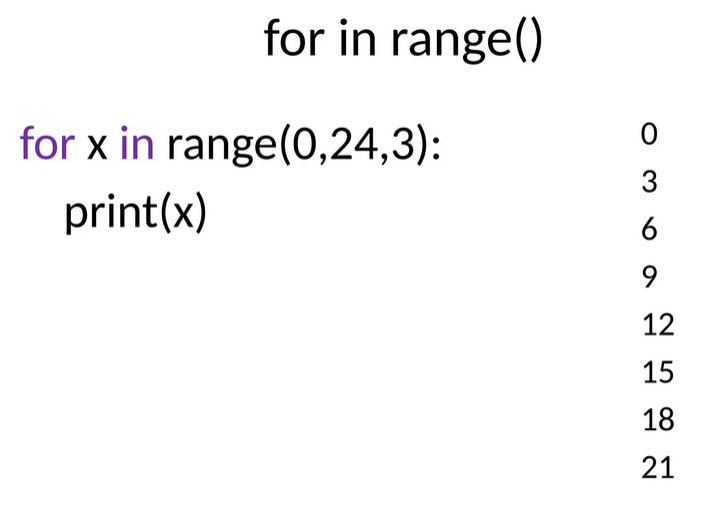 for in range()
for x in range(0,24,3):
print(x)
0
3
6
9
12
15
18
21